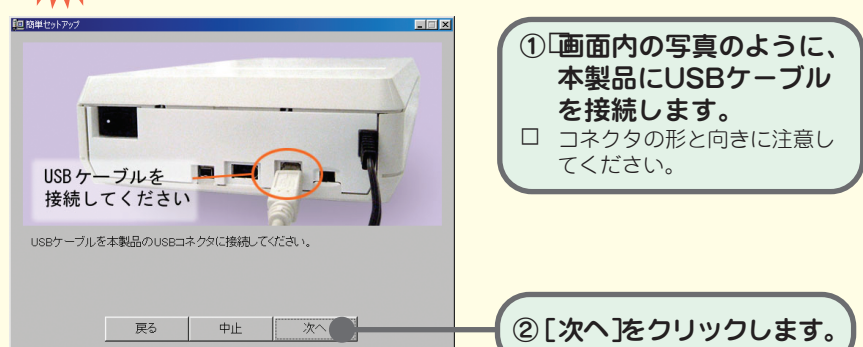 簡単セットアップ
USBケーブルを
接続してください
USBケーブルを本製品のUSBコネクタに接続してください。
戻る
中止
次へ
①画面内の写真のように、
本製品にUSBケーブル
を接続します。
□ コネクタの形と向きに注意し
てください。
②[次へ]をクリックします。